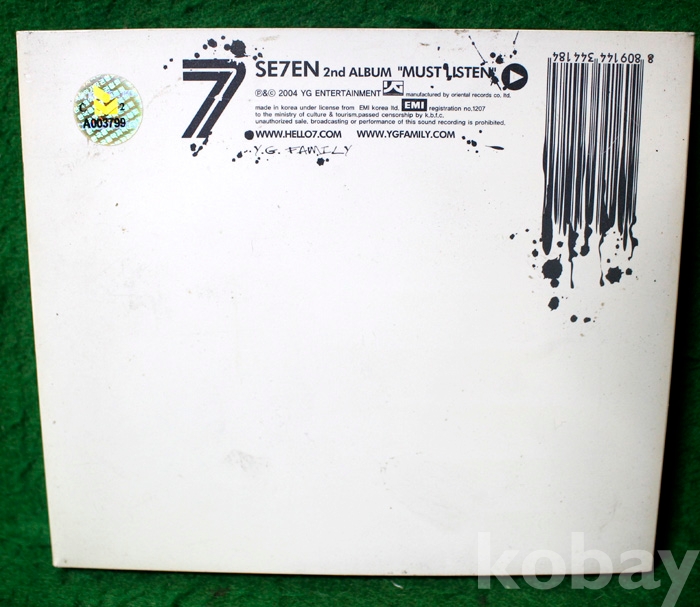 7
SE7EN 2nd ALBUM "MUST LISTEN"
℗&© 2004 YG ENTERTAINMENT YG manufactured by oriental records co, ltd.
made in korea under license from EMI korea ltd. EMI registration no.1207
to the ministry of culture & tourism,passed censorship by k.b.f.c.
unauthorized sale, broadcasting or performance of this sound recording is prohibited.
WWW.HELLO7.COM WWW.YGFAMILY.COM
Y.G. FAMILY
C 2
A003799
8 809144 344184
kobay